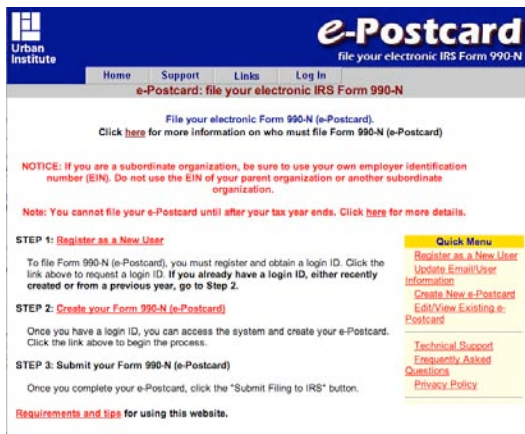 Urban
Institute
e-Postcard
file your electronic IRS Form 990-N
Home Support Links Log In
e-Postcard: file your electronic IRS Form 990-N
File your electronic Form 990-N (e-Postcard).
Click here for more information on who must file Form 990-N (e-Postcard)
NOTICE: If you are a subordinate organization, be sure to use your own employer identification
number (EIN). Do not use the EIN of your parent organization or another subordinate
organization.
Note: You cannot file your e-Postcard until after your tax year ends. Click here for more details.
STEP 1: Register as a New User
To file Form 990-N (e-Postcard), you must register and obtain a login ID. Click the
link above to request a login ID. If you already have a login ID, either recently
created or from a previous year, go to Step 2.
STEP 2: Create your Form 990-N (e-Postcard)
Once you have a login ID, you can access the system and create your e-Postcard.
Click the link above to begin the process.
STEP 3: Submit your Form 990-N (e-Postcard)
Once you complete your e-Postcard, click the "Submit Filing to IRS" button.
Requirements and tips for using this website.
Quick Menu
Register as a New User
Update Email/User
Information
Create New e-Postcard
Edit/View Existing e-
Postcard
Technical Support
Frequently Asked
Questions
Privacy Policy